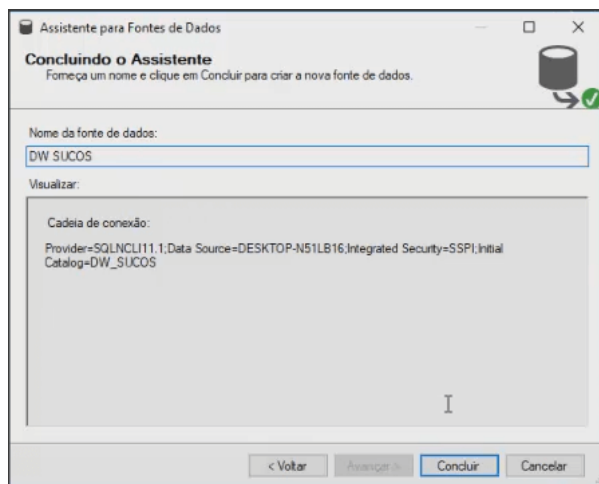 Assistente para Fontes de Dados
Concluindo o Assistente
Forneça um nome e clique em Concluir para criar a nova fonte de dados.
Nome da fonte de dados:
DW SUCOS
Visualizar:
Cadeia de conexão:
Provider=SQLNCLI11.1;Data Source=DESKTOP-N51LB16;Integrated Security=SSPI;Initial
Catalog=DW_SUCOS
< Voltar Avançar > Concluir Cancelar